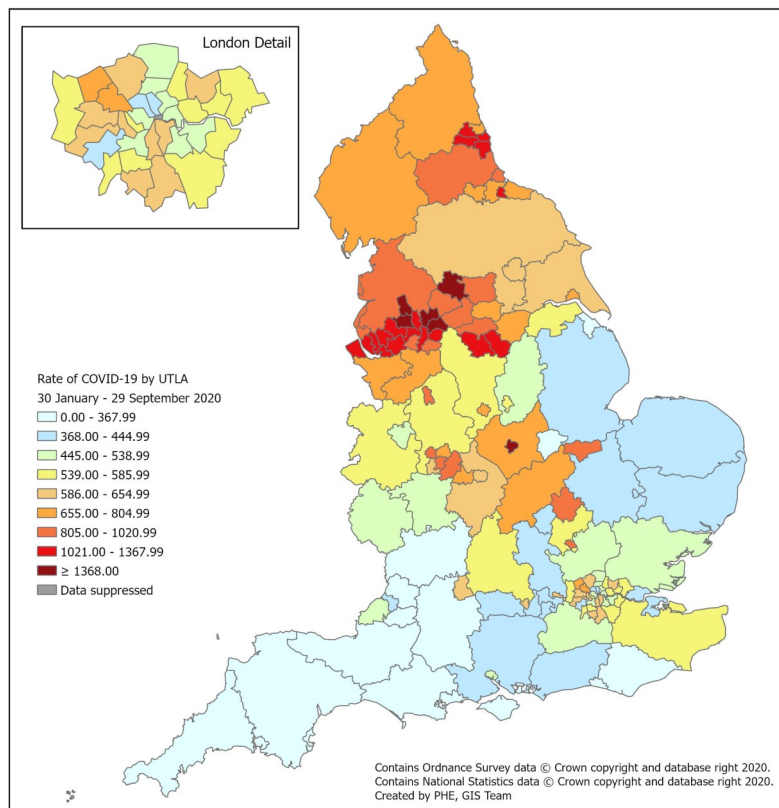 London Detail
Rate of COVID-19 by UTLA
30 January - 29 September 2020
0.00 - 367.99
368.00 - 444.99
445.00 - 538.99
539.00 - 585.99
586.00 - 654.99
655.00 - 804.99
805.00 - 1020.99
1021.00 - 1367.99
≥ 1368.00
Data suppressed
Contains Ordnance Survey data © Crown copyright and database right 2020.
Contains National Statistics data © Crown copyright and database right 2020.
Created by PHE, GIS Team